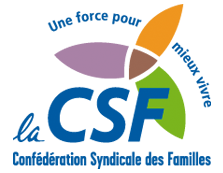 Une force pour
mieux vivre
la CSF
Confédération Syndicale des Familles